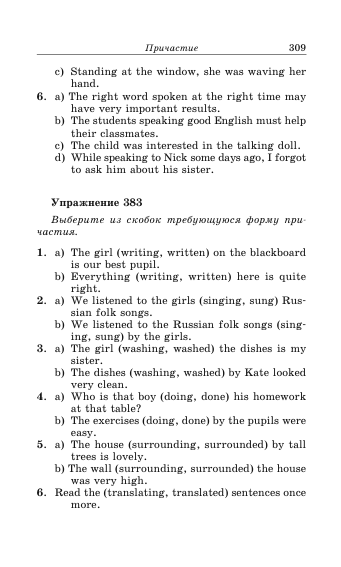 Причастие 309
c) Standing at the window, she was waving her
hand.
6. a) The right word spoken at the right time may
have very important results.
b) The students speaking good English must help
their classmates.
c) The child was interested in the talking doll.
d) While speaking to Nick some days ago, I forgot
to ask him about his sister.
Упражнение 383
Выберите из скобок требующуюся форму при-
частия.
1. a) The girl (writing, written) on the blackboard
is our best pupil.
b) Everything (writing, written) here is quite
right.
2. a) We listened to the girls (singing, sung) Rus-
sian folk songs.
b) We listened to the Russian folk songs (sing-
ing, sung) by the girls.
3. a) The girl (washing, washed) the dishes is my
sister.
b) The dishes (washing, washed) by Kate looked
very clean.
4. a) Who is that boy (doing, done) his homework
at that table?
b) The exercises (doing, done) by the pupils were
easy.
5. a) The house (surrounding, surrounded) by tall
trees is lovely.
b) The wall (surrounding, surrounded) the house
was very high.
6. Read the (translating, translated) sentences once
more.